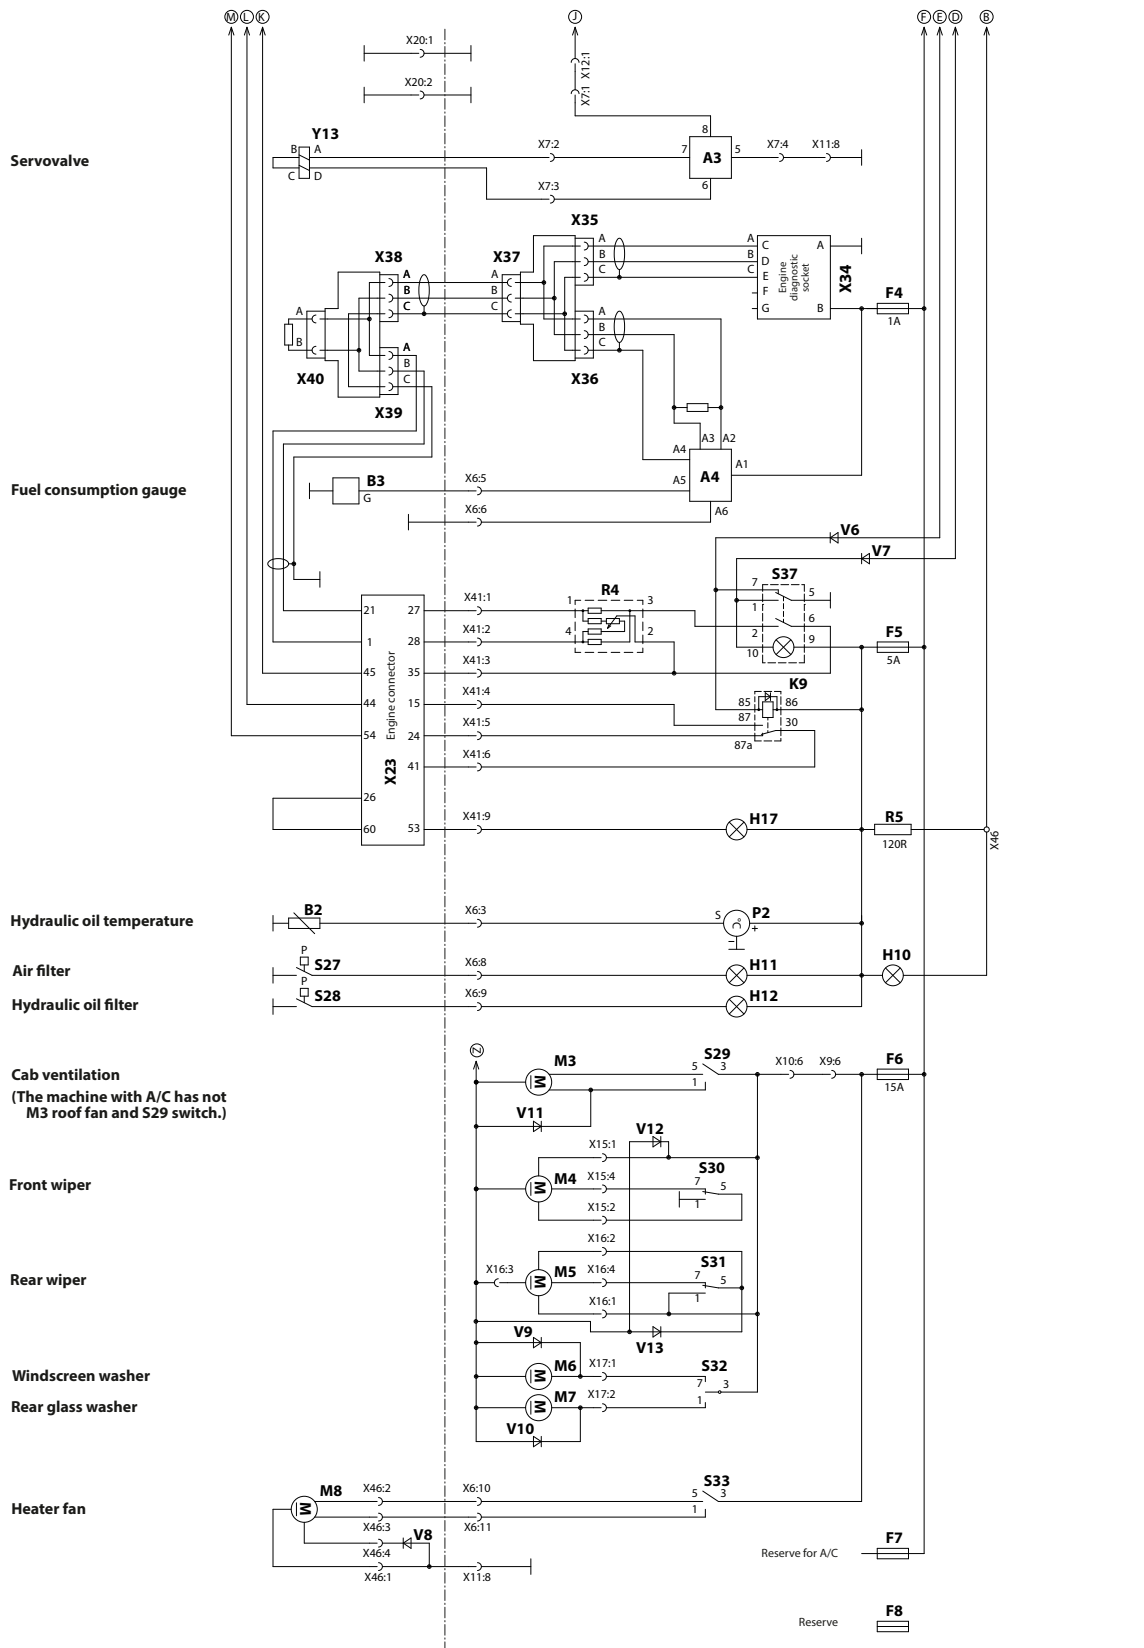 M L K J F E D B
X20:1
X12:1
X7:1
X20:2
Y13
8
B A X7:2 7 A3 5 X7:4 X11:8
Servovalve
C D X7:3 6
X35
X38 X37 A A C A
B B D
C C E
F
G B
Engine diagnostic socket
X34
F4
1A
A A
B B
C C
A
B
X40
A
B
C
X39
A
B
C
X36
A3 A2
A4 A1
A4
A5
A6
Fuel consumption gauge
B3
G
X6:5
X6:6
V6
V7
S37
7 5
1
6
2
9
10
F5
5A
R4
1 3
4 2
21 27 X41:1
1 28 X41:2
45 35 X41:3
44 15 X41:4
54 24 X41:5
41 X41:6
26
60 53 X41:9
Engine connector
X23
K9
85 86
87 30
87a
H17
R5
120R
X46
Hydraulic oil temperature
B2
X6:3
S P2
+
−
°C
Air filter
P
S27
X6:8
H11
H10
Hydraulic oil filter
P
S28
X6:9
H12
Z
Cab ventilation
(The machine with A/C has not
M3 roof fan and S29 switch.)
M
M3
5 S29 3
1
X10:6 X9:6
F6
15A
V11
V12
Front wiper
X15:1
M
M4
X15:4
S30
7 5
1
X15:2
Rear wiper
X16:2
X16:3
M
M5
X16:4
S31
7 5
1
X16:1
V9
V13
Windscreen washer
M
M6
X17:1
S32
7 3
1
Rear glass washer
M
M7
X17:2
V10
Heater fan
M
M8
X46:2 X6:10
S33
5 3
1
X46:3 X6:11
V8
X46:4
X46:1 X11:8
Reserve for A/C
F7
Reserve
F8